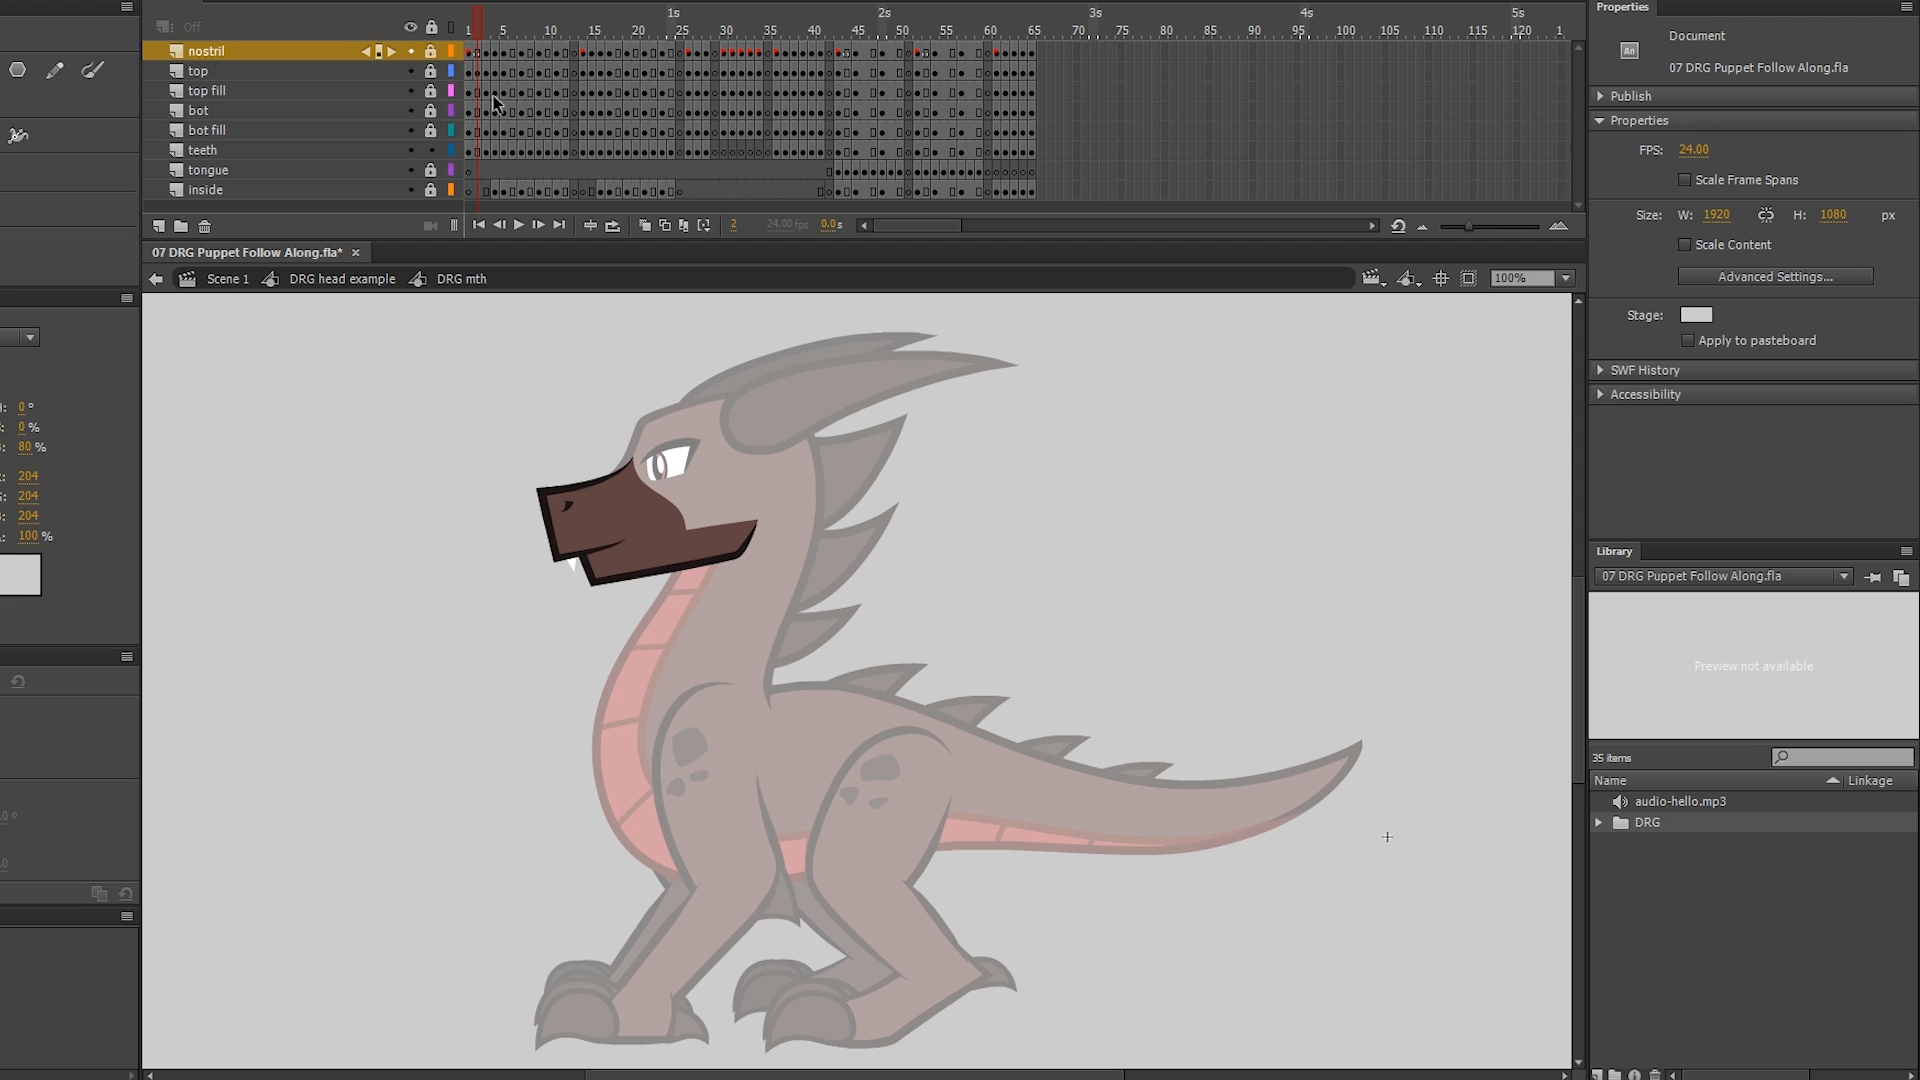 Off
1s 2s 3s 4s 5s
1 5 10 15 20 25 30 35 40 45 50 55 60 65 70 75 80 85 90 95 100 105 110 115 120 1
nostril
top
top fill
bot
bot fill
teeth
tongue
inside
2 24.00 fps 0.0 s
07 DRG Puppet Follow Along.fla* ×
Scene 1 DRG head example DRG mth
100%
0 °
0 %
80 %
204
204
204
100 %
Properties
Document
An
07 DRG Puppet Follow Along.fla
Publish
Properties
FPS: 24.00
Scale Frame Spans
Size: W: 1920 H: 1080 px
Scale Content
Advanced Settings...
Stage:
Apply to pasteboard
SWF History
Accessibility
Library
07 DRG Puppet Follow Along.fla
Preview not available
35 items
Name Linkage
audio-hello.mp3
DRG